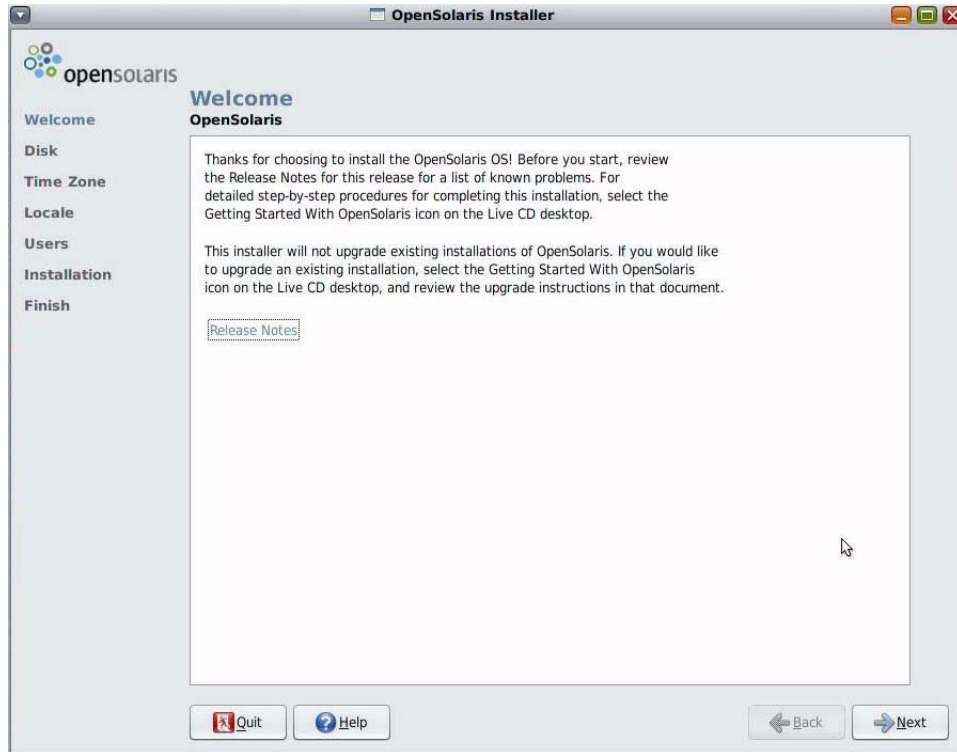 OpenSolaris Installer
opensolaris
Welcome
Disk
Time Zone
Locale
Users
Installation
Finish
Welcome
OpenSolaris
Thanks for choosing to install the OpenSolaris OS! Before you start, review
the Release Notes for this release for a list of known problems. For
detailed step-by-step procedures for completing this installation, select the
Getting Started With OpenSolaris icon on the Live CD desktop.
This installer will not upgrade existing installations of OpenSolaris. If you would like
to upgrade an existing installation, select the Getting Started With OpenSolaris
icon on the Live CD desktop, and review the upgrade instructions in that document.
Release Notes
Quit
Help
Back
Next